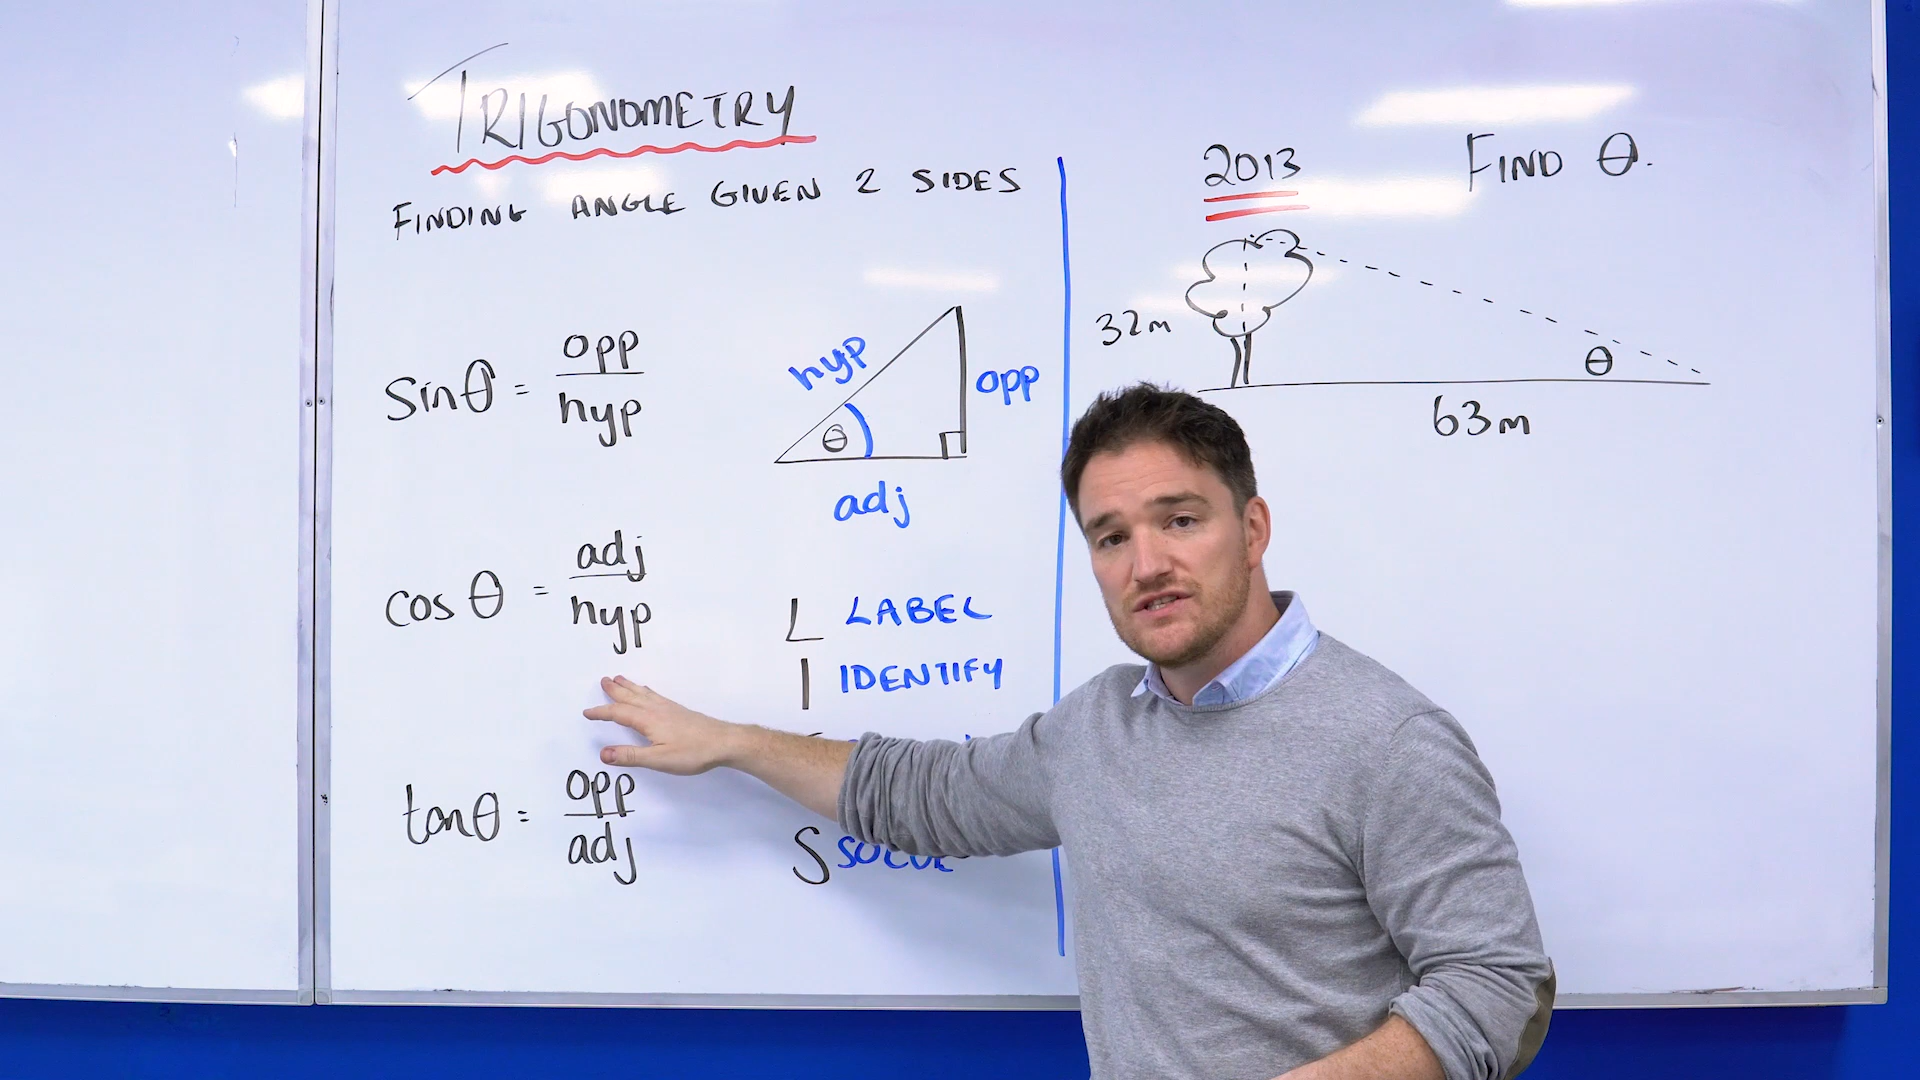 TRIGONOMETRY
FINDING ANGLE GIVEN 2 SIDES
sinθ = opp
hyp
cos θ = adj
hyp
tanθ = opp
adj
hyp
opp
θ
adj
L LABEL
I IDENTIFY
S SOLVE
2013
FIND θ.
32m
θ
63m